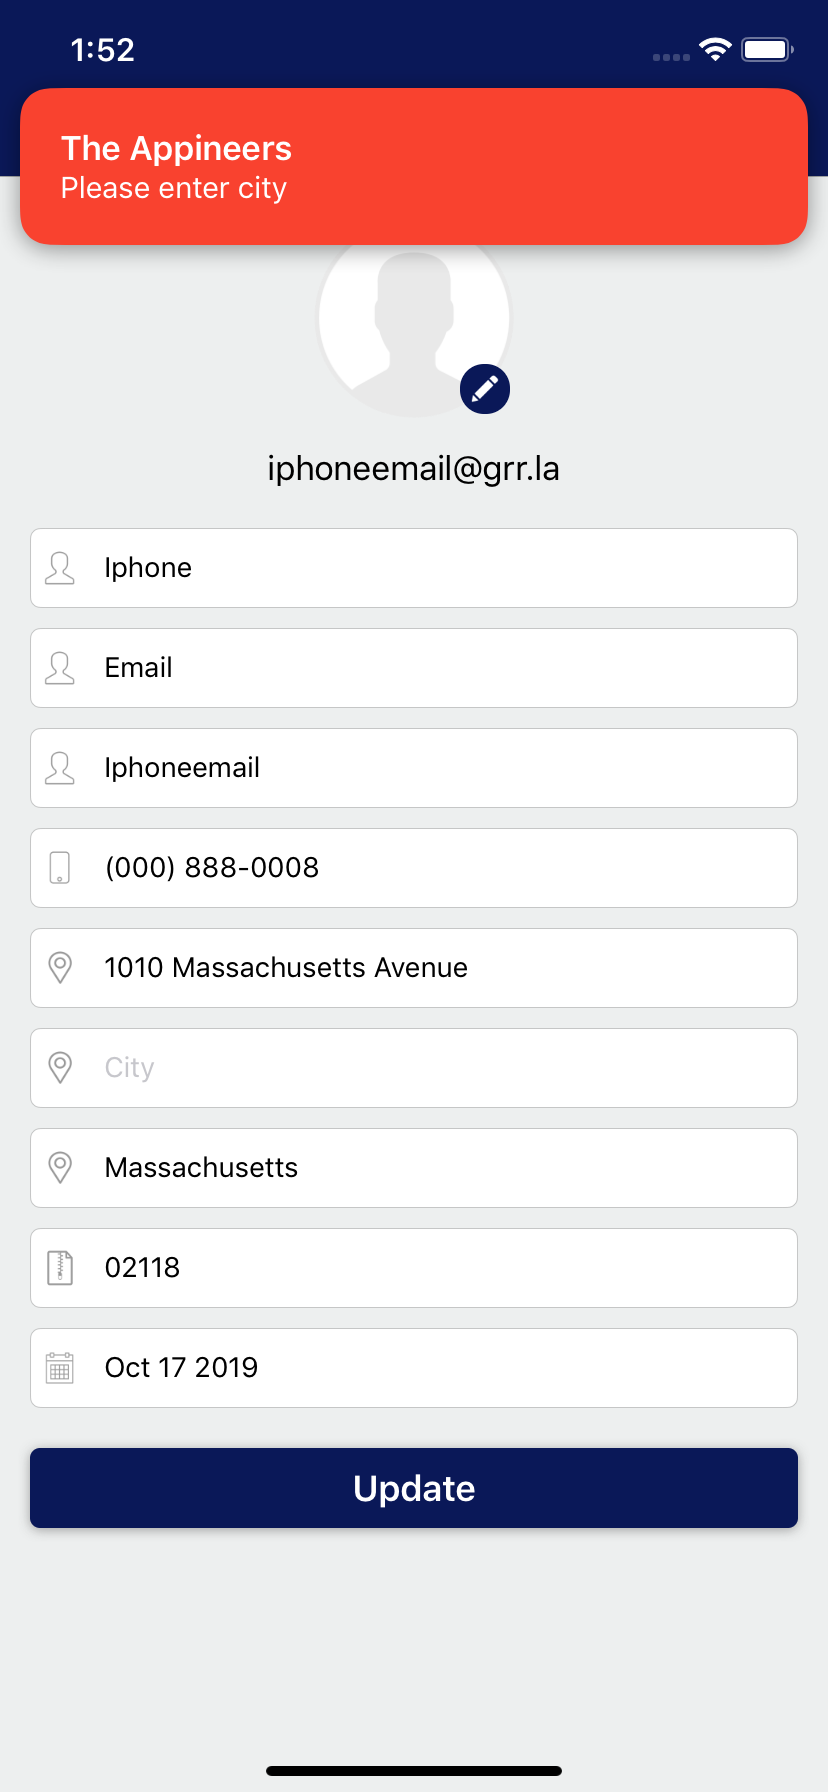 1:52
The Appineers
Please enter city
iphoneemail@grr.la
Iphone
Email
Iphoneemail
(000) 888-0008
1010 Massachusetts Avenue
City
Massachusetts
02118
Oct 17 2019
Update